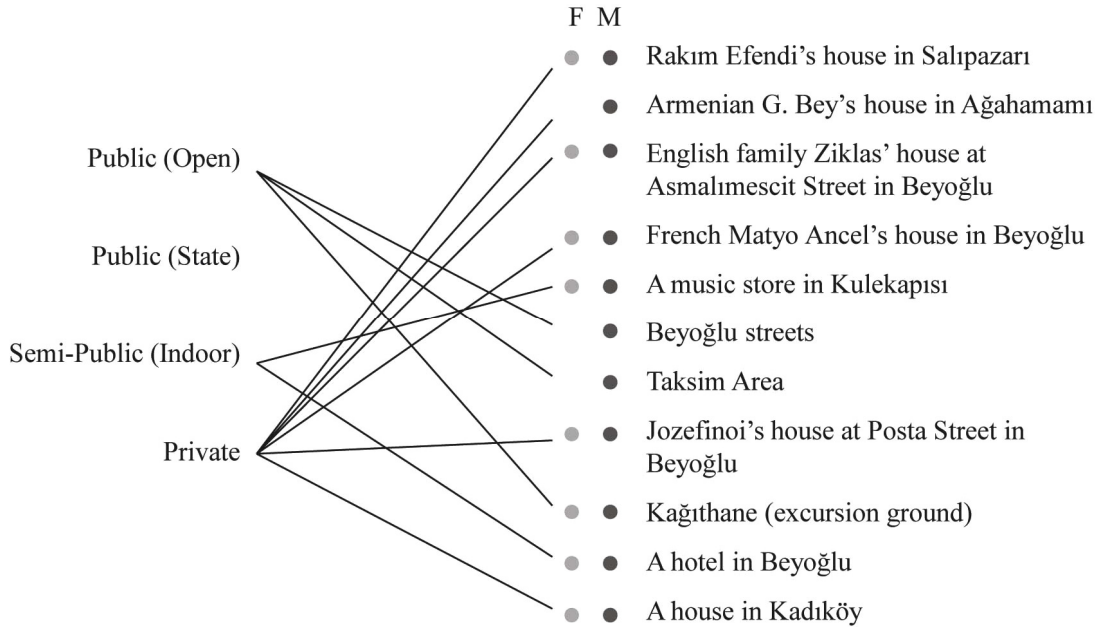 F M
Rakım Efendi’s house in Salıpazarı
Armenian G. Bey’s house in Ağahamamı
Public (Open)
English family Ziklas’ house at
Asmalımescit Street in Beyoğlu
French Matyo Ancel’s house in Beyoğlu
Public (State)
A music store in Kulekapısı
Beyoğlu streets
Semi-Public (Indoor)
Taksim Area
Jozefinoi’s house at Posta Street in
Beyoğlu
Private
Kağıthane (excursion ground)
A hotel in Beyoğlu
A house in Kadıköy